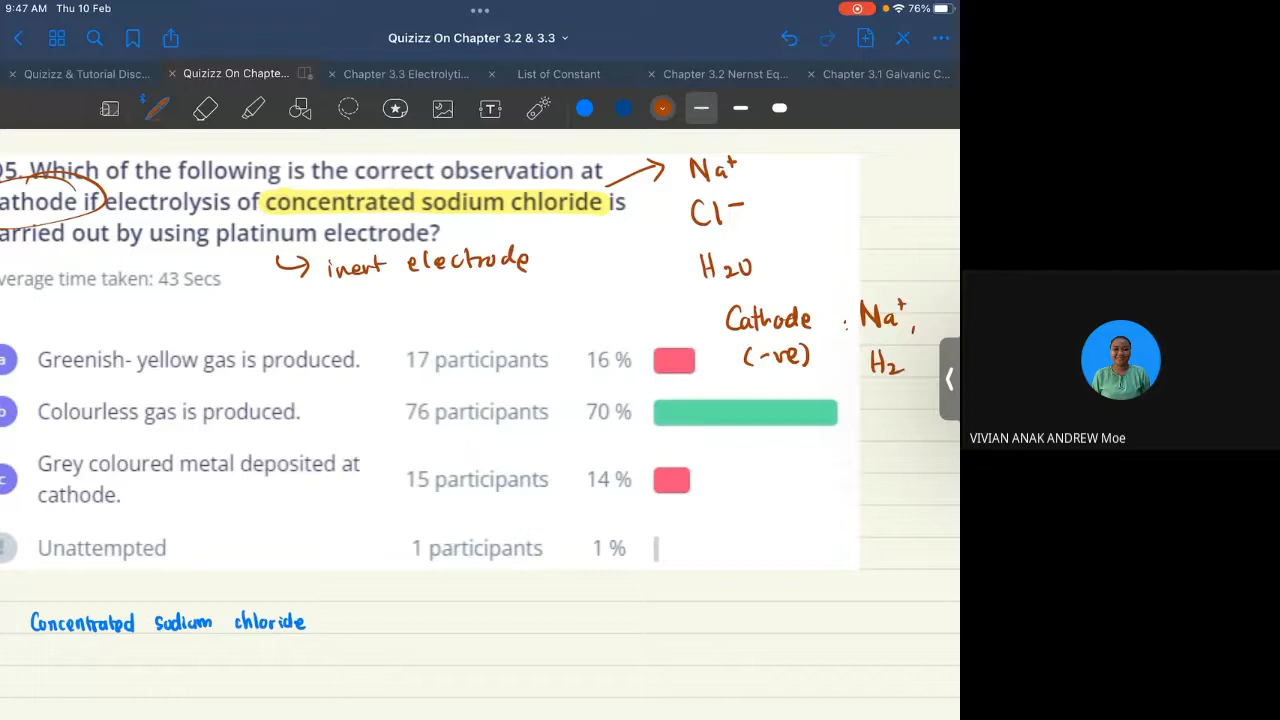 9:47 AM Thu 10 Feb
76%
Quizizz On Chapter 3.2 & 3.3
Quizizz & Tutorial Disc...
Quizizz On Chapte...
Chapter 3.3 Electrolyti...
List of Constant
Chapter 3.2 Nernst Eq...
Chapter 3.1 Galvanic C...
5. Which of the following is the correct observation at
athode if electrolysis of concentrated sodium chloride is
arried out by using platinum electrode?
Na⁺
Cl⁻
H₂O
↳ inert electrode
verage time taken: 43 Secs
Cathode : Na⁺,
(-ve) H₂
a Greenish- yellow gas is produced. 17 participants 16 %
b Colourless gas is produced. 76 participants 70 %
c Grey coloured metal deposited at
cathode. 15 participants 14 %
Unattempted 1 participants 1 %
Concentrated sodium chloride
VIVIAN ANAK ANDREW Moe